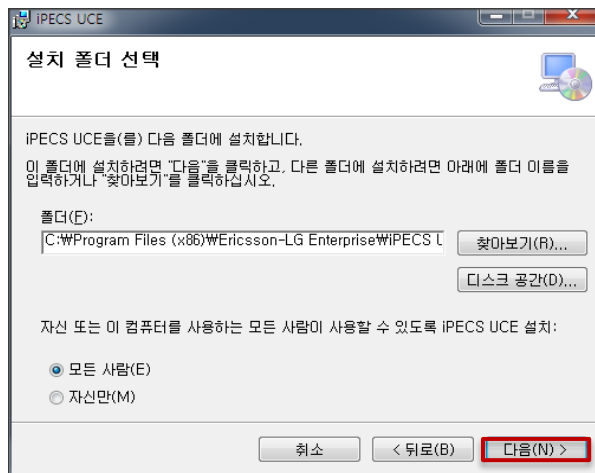 iPECS UCE
설치 폴더 선택
iPECS UCE을(를) 다음 폴더에 설치합니다.
이 폴더에 설치하려면 "다음"을 클릭하고, 다른 폴더에 설치하려면 아래에 폴더 이름을
입력하거나 "찾아보기"를 클릭하십시오.
폴더(F):
C:₩Program Files (x86)₩Ericsson-LG Enterprise₩iPECS U
찾아보기(R)...
디스크 공간(D)...
자신 또는 이 컴퓨터를 사용하는 모든 사람이 사용할 수 있도록 iPECS UCE 설치:
모든 사람(E)
자신만(M)
취소
< 뒤로(B)
다음(N) >